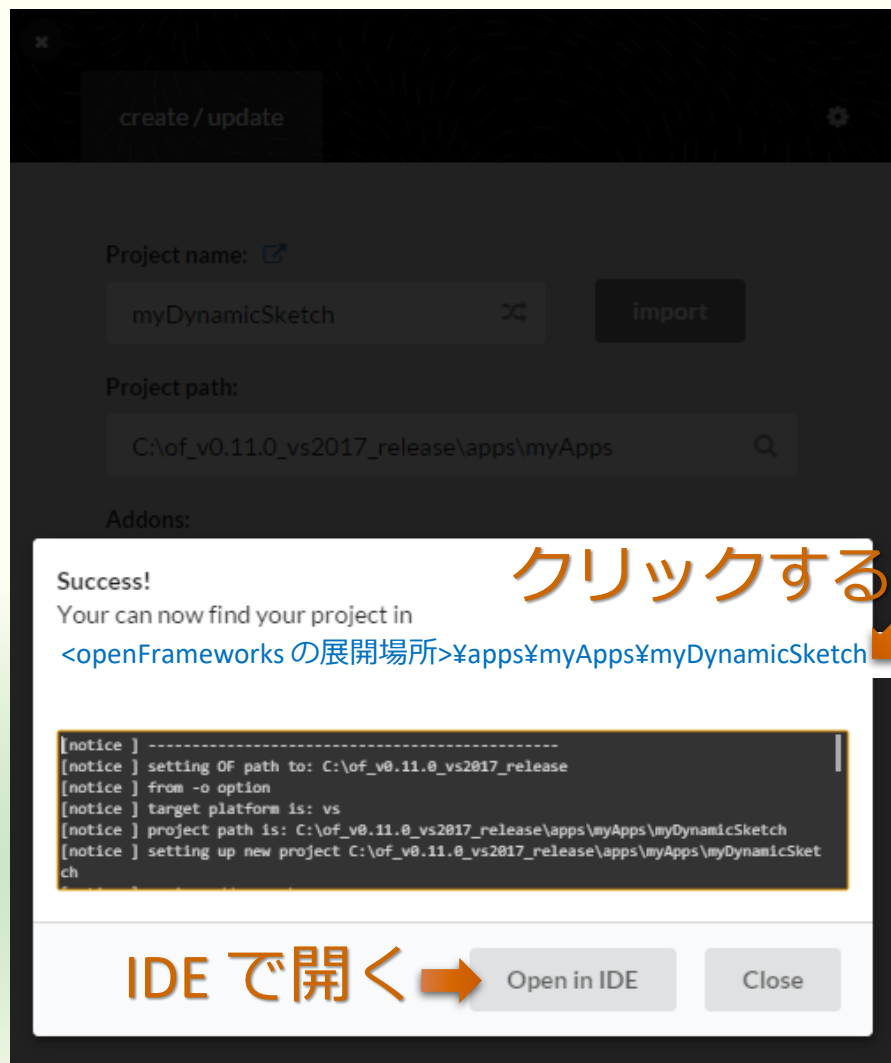 create / update
Project name:
myDynamicSketch
import
Project path:
C:\of_v0.11.0_vs2017_release\apps\myApps
Addons:
クリックする
Success!
Your can now find your project in
<openFrameworks の展開場所>¥apps¥myApps¥myDynamicSketch
[notice ] -----------------------------------------------
[notice ] setting OF path to: C:\of_v0.11.0_vs2017_release
[notice ] from -o option
[notice ] target platform is: vs
[notice ] project path is: C:\of_v0.11.0_vs2017_release\apps\myApps\myDynamicSketch
[notice ] setting up new project C:\of_v0.11.0_vs2017_release\apps\myApps\myDynamicSket
ch
IDE で開く
Open in IDE
Close